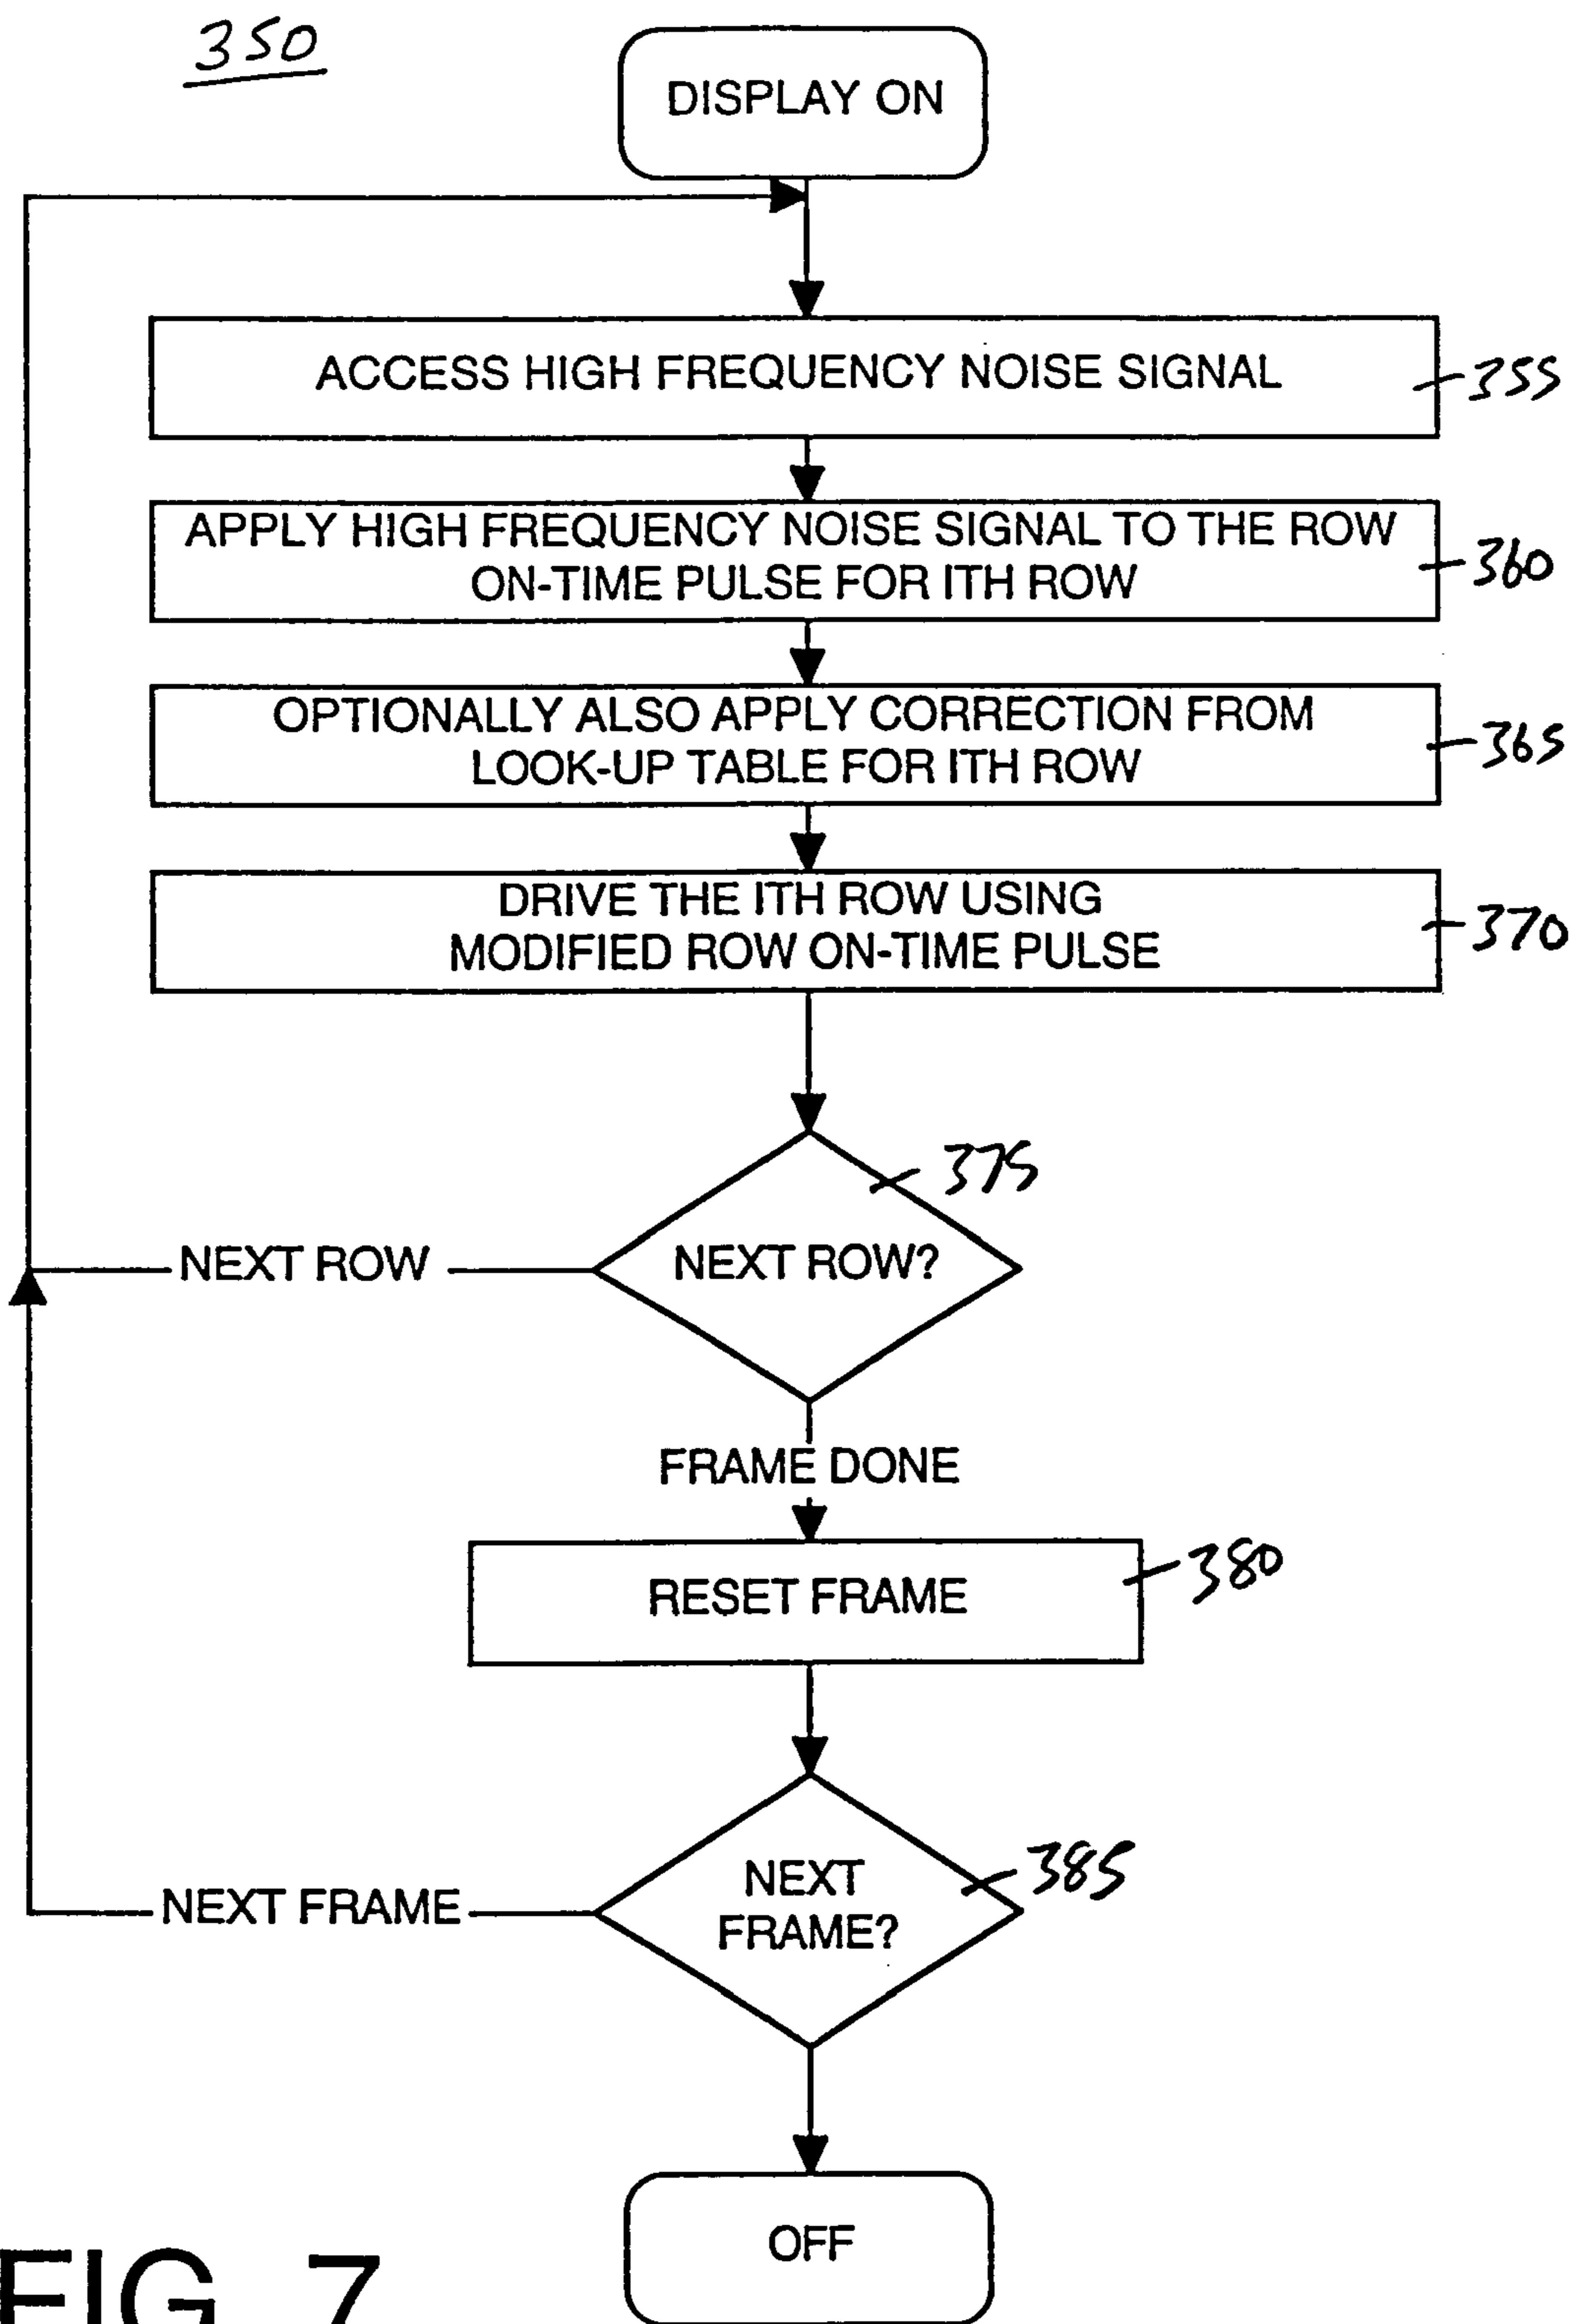 350
DISPLAY ON
ACCESS HIGH FREQUENCY NOISE SIGNAL
355
APPLY HIGH FREQUENCY NOISE SIGNAL TO THE ROW
ON-TIME PULSE FOR ITH ROW
360
OPTIONALLY ALSO APPLY CORRECTION FROM
LOOK-UP TABLE FOR ITH ROW
365
DRIVE THE ITH ROW USING
MODIFIED ROW ON-TIME PULSE
370
375
NEXT ROW
NEXT ROW?
FRAME DONE
RESET FRAME
380
NEXT FRAME
NEXT
FRAME?
385
OFF
FIG. 7